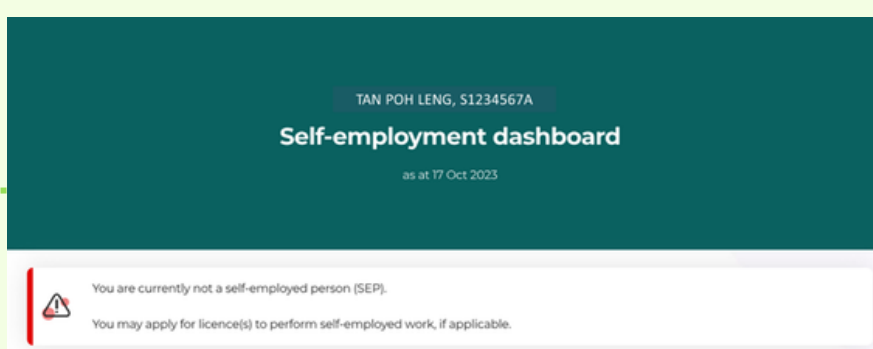 TAN POH LENG, S1234567A
Self-employment dashboard
as at 17 Oct 2023
You are currently not a self-employed person (SEP).
You may apply for licence(s) to perform self-employed work, if applicable.